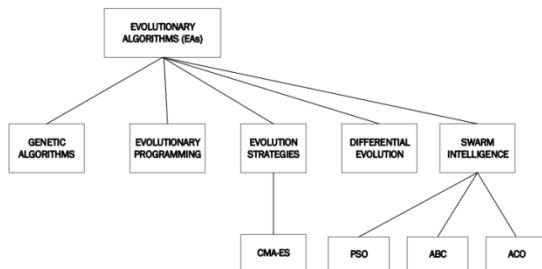 EVOLUTIONARY
ALGORITHMS (EAs)
GENETIC
ALGORITHMS
EVOLUTIONARY
PROGRAMMING
EVOLUTION
STRATEGIES
DIFFERENTIAL
EVOLUTION
SWARM
INTELLIGENCE
CMA-ES
PSO
ABC
ACO